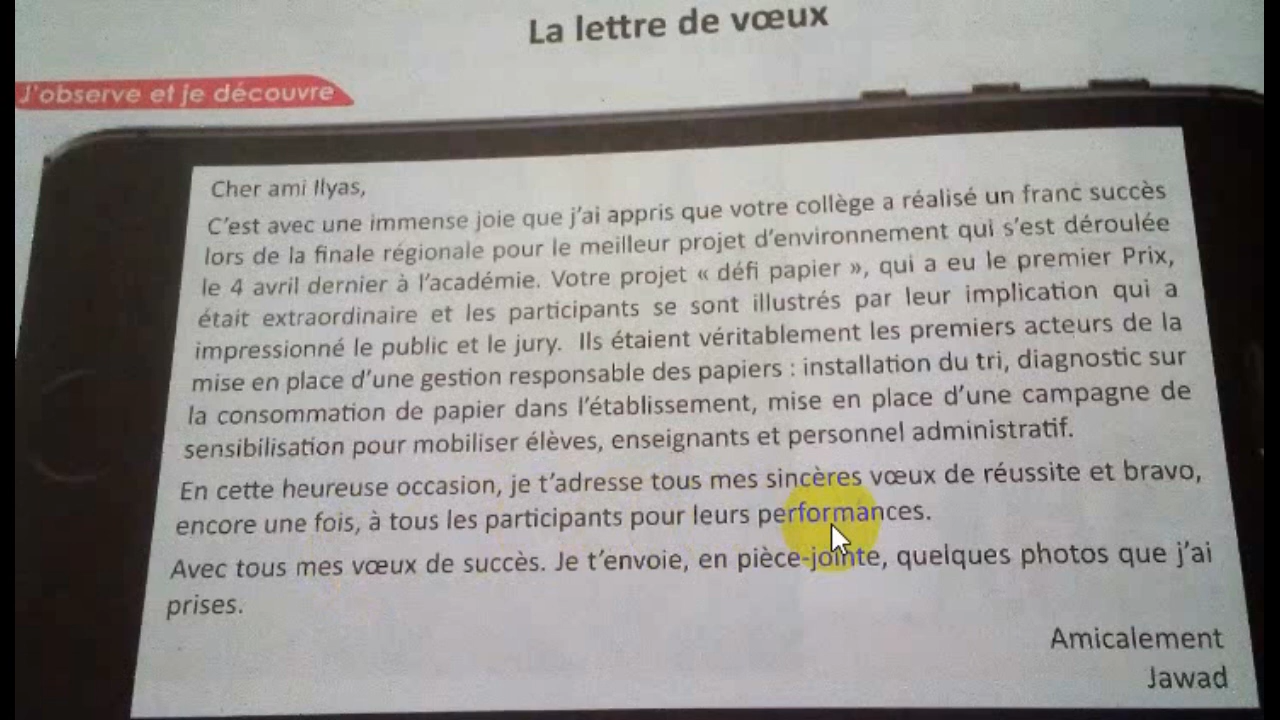 La lettre de vœux
J'observe et je découvre
Cher ami Ilyas,
C'est avec une immense joie que j'ai appris que votre collège a réalisé un franc succès
lors de la finale régionale pour le meilleur projet d'environnement qui s'est déroulée
le 4 avril dernier à l'académie. Votre projet « défi papier », qui a eu le premier Prix,
était extraordinaire et les participants se sont illustrés par leur implication qui a
impressionné le public et le jury. Ils étaient véritablement les premiers acteurs de la
mise en place d'une gestion responsable des papiers : installation du tri, diagnostic sur
la consommation de papier dans l'établissement, mise en place d'une campagne de
sensibilisation pour mobiliser élèves, enseignants et personnel administratif.
En cette heureuse occasion, je t'adresse tous mes sincères vœux de réussite et bravo,
encore une fois, à tous les participants pour leurs performances.
Avec tous mes vœux de succès. Je t'envoie, en pièce-jointe, quelques photos que j'ai
prises.
Amicalement
Jawad